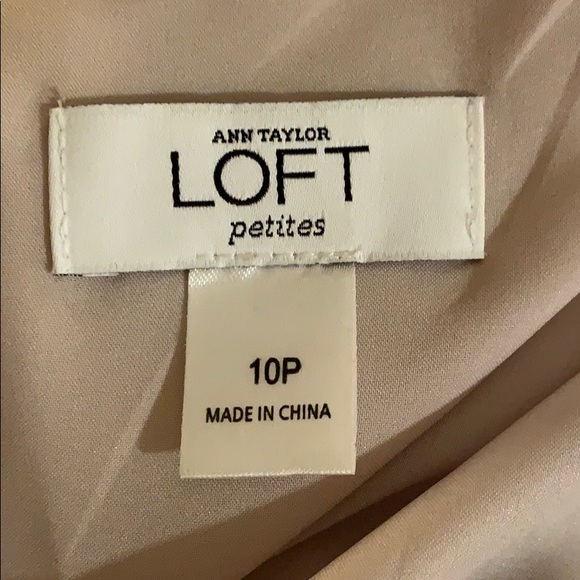 ANN TAYLOR
LOFT
petites
10P
MADE IN CHINA